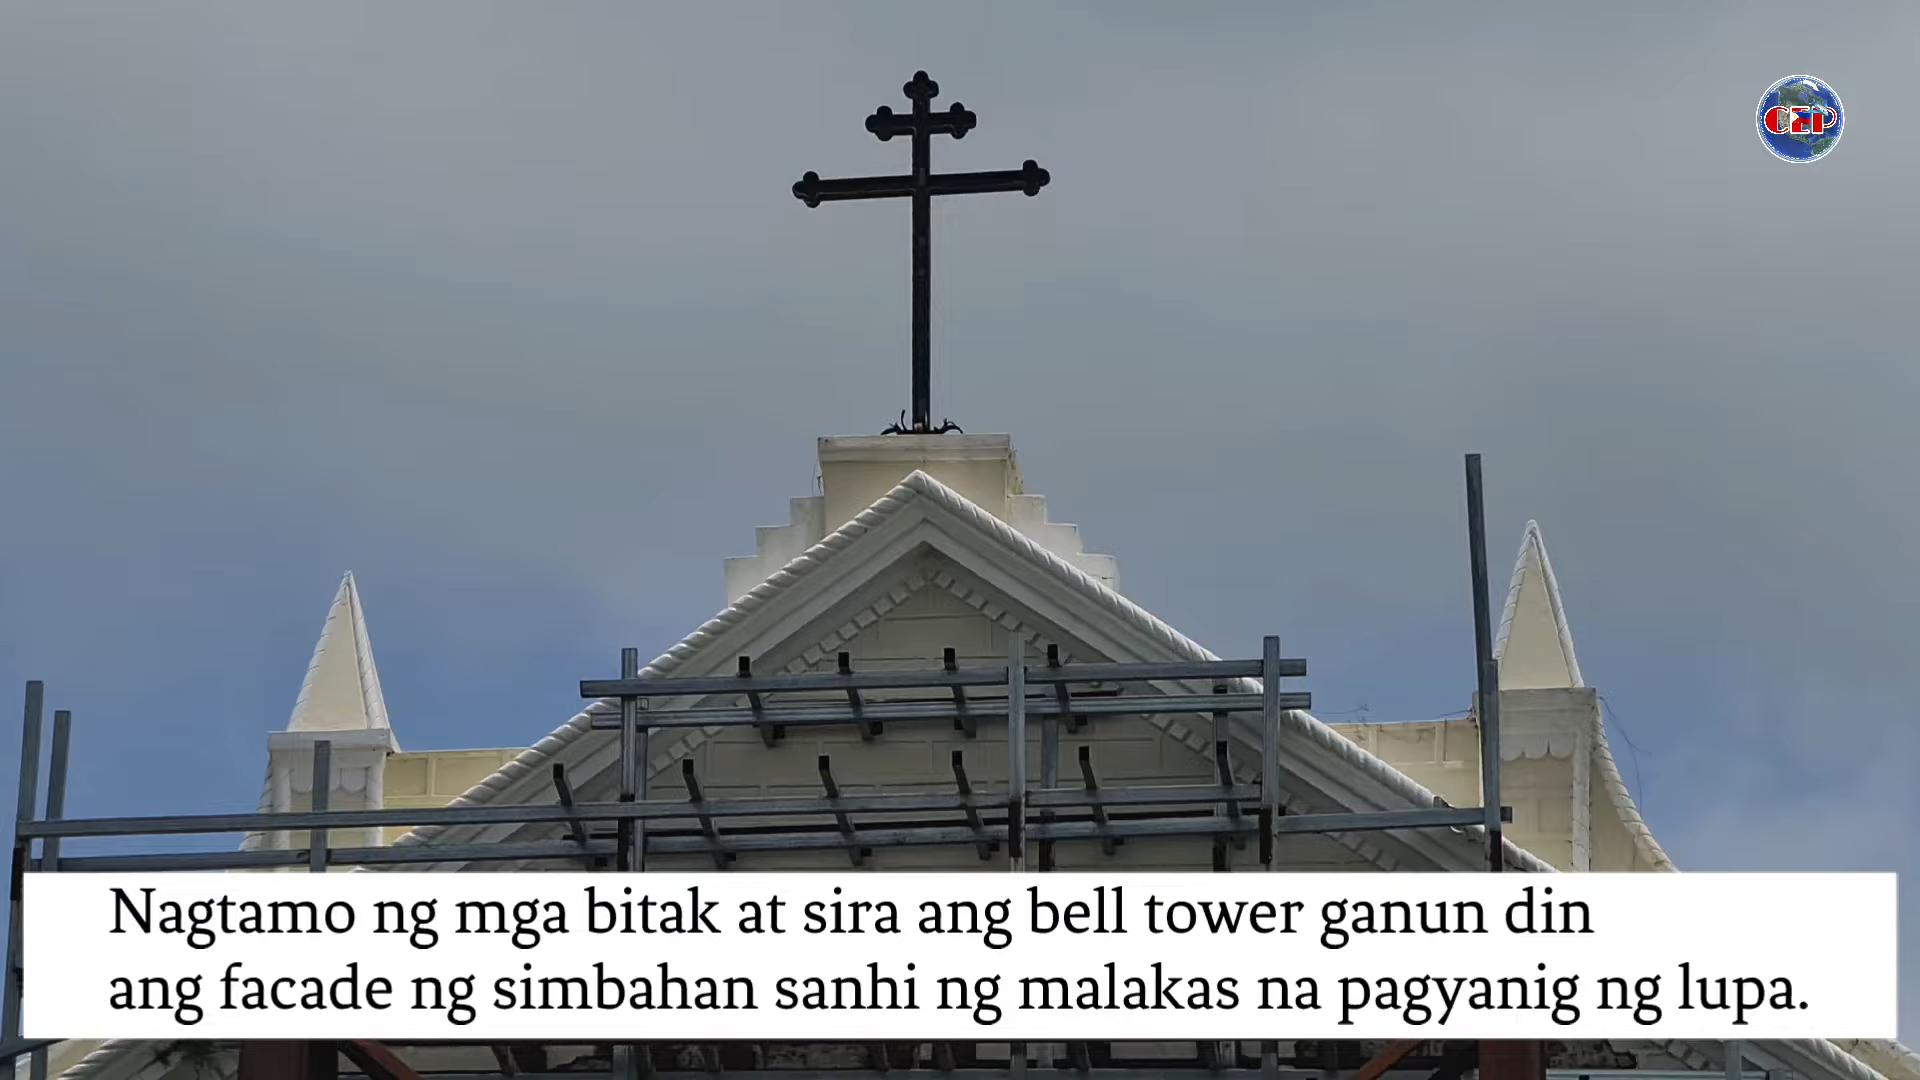 CEP
Nagtamo ng mga bitak at sira ang bell tower ganun din
ang facade ng simbahan sanhi ng malakas na pagyanig ng lupa.